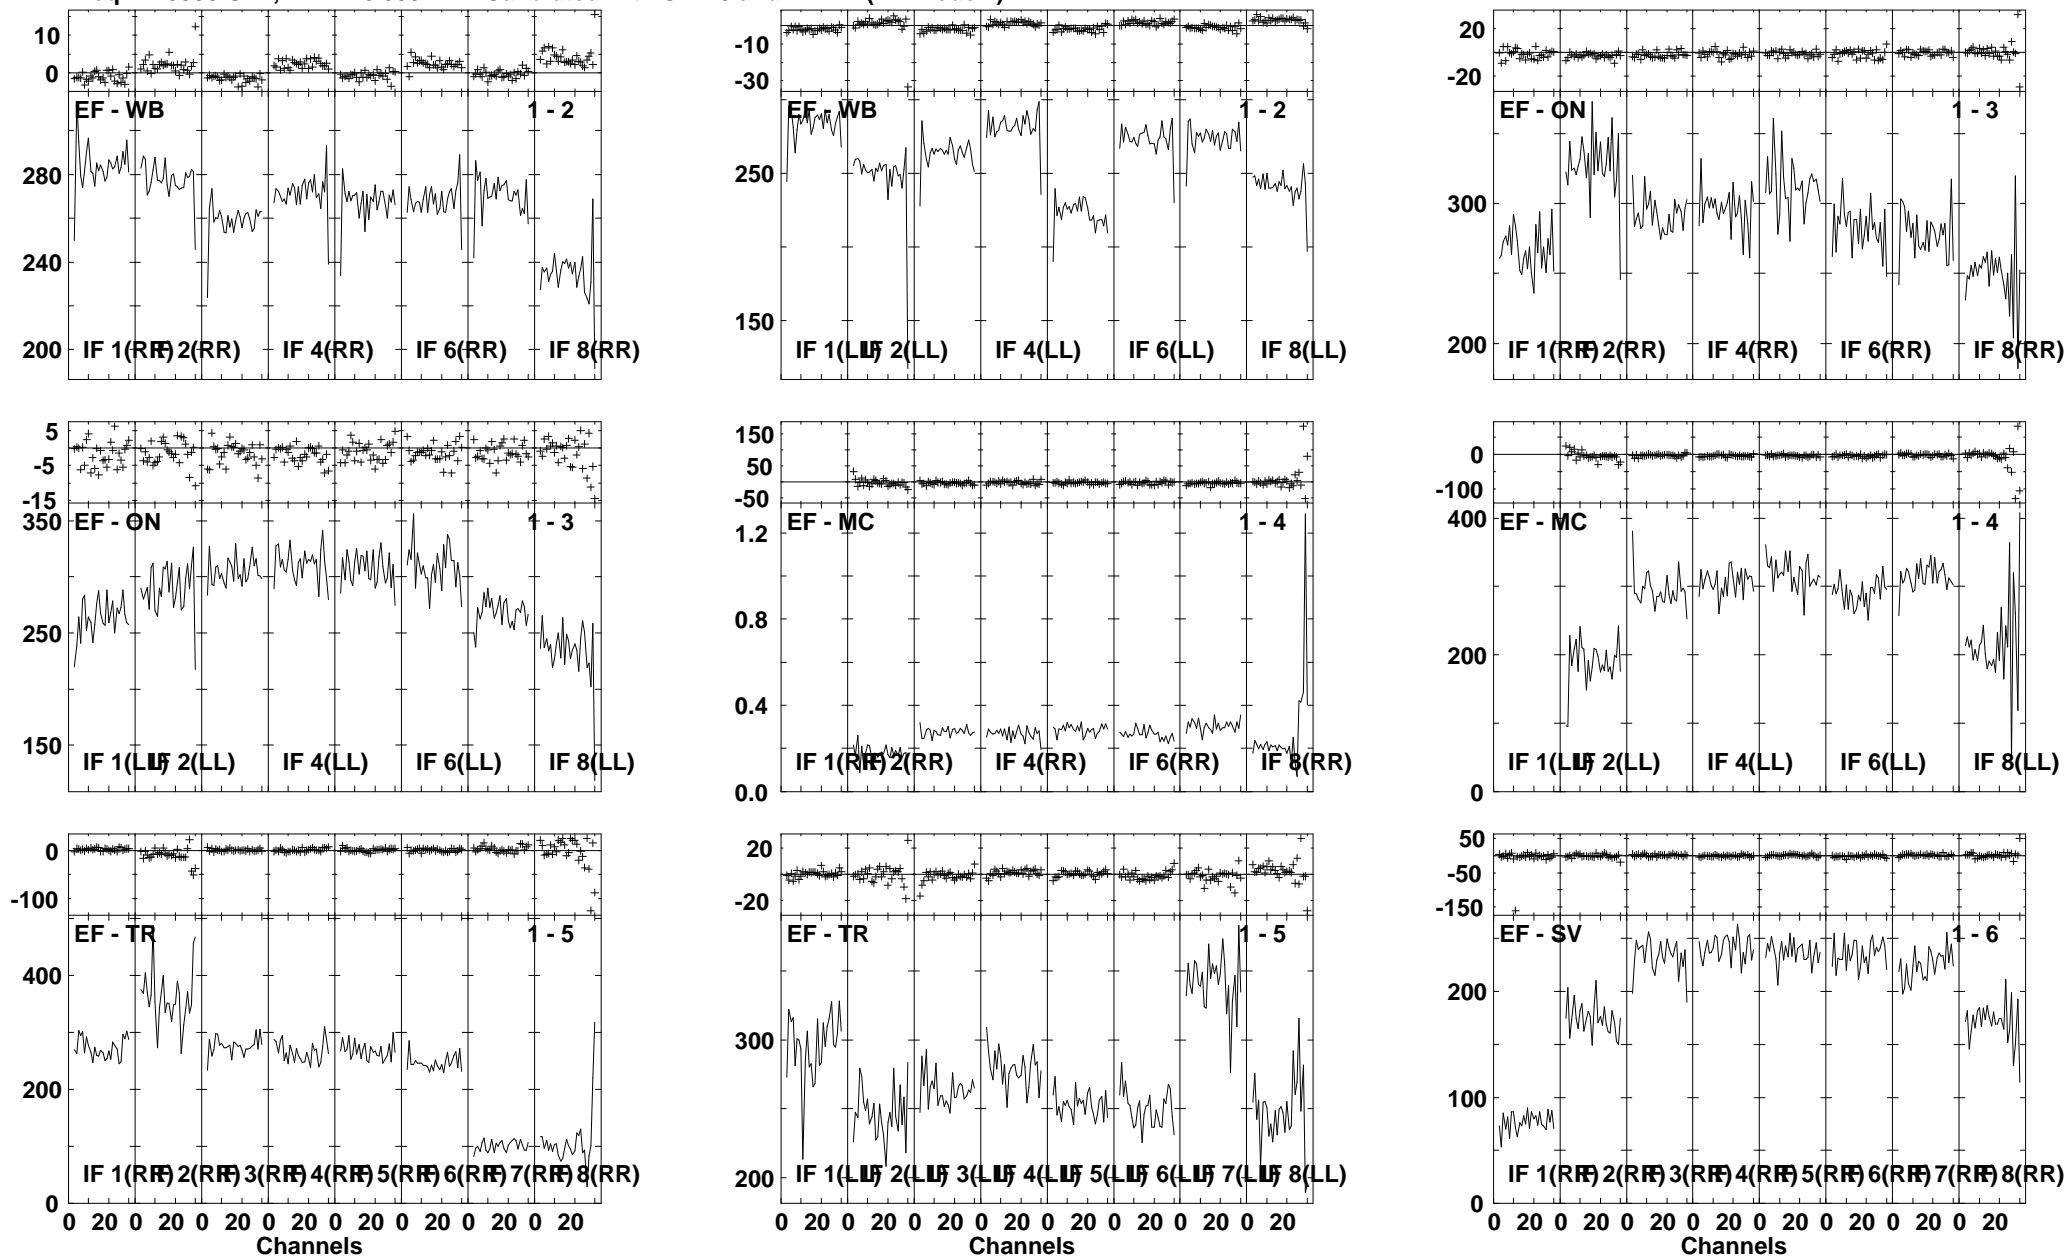 10
0
EF - WB 1 - 2
280
240
200
IF 1(RR) IF 2(RR) IF 4(RR) IF 6(RR) IF 8(RR)
-10
-30
EF - WB 1 - 2
250
150
IF 1(LL) IF 2(LL) IF 4(LL) IF 6(LL) IF 8(LL)
20
-20
EF - ON 1 - 3
300
200
IF 1(RR) IF 2(RR) IF 4(RR) IF 6(RR) IF 8(RR)
5
-5
-15
EF - ON 1 - 3
350
250
150
IF 1(LL) IF 2(LL) IF 4(LL) IF 6(LL) IF 8(LL)
150
50
-50
EF - MC 1 - 4
1.2
0.8
0.4
0.0
IF 1(RR) IF 2(RR) IF 4(RR) IF 6(RR) IF 8(RR)
0
-100
EF - MC 1 - 4
400
200
0
IF 1(LL) IF 2(LL) IF 4(LL) IF 6(LL) IF 8(LL)
0
-100
EF - TR 1 - 5
400
200
0
IF 1(RR) IF 2(RR) IF 3(RR) IF 4(RR) IF 5(RR) IF 6(RR) IF 7(RR) IF 8(RR)
0 20 0 20 0 20 0 20 0 20 0 20 0 20 0 20
Channels
20
-20
EF - TR 1 - 5
300
200
IF 1(LL) IF 2(LL) IF 3(LL) IF 4(LL) IF 5(LL) IF 6(LL) IF 7(LL) IF 8(LL)
0 20 0 20 0 20 0 20 0 20 0 20 0 20 0 20
50
-50
-150
EF - SV 1 - 6
200
100
0
IF 1(RR) IF 2(RR) IF 3(RR) IF 4(RR) IF 5(RR) IF 6(RR) IF 7(RR) IF 8(RR)
0 20 0 20 0 20 0 20 0 20 0 20 0 20 0 20
Channels